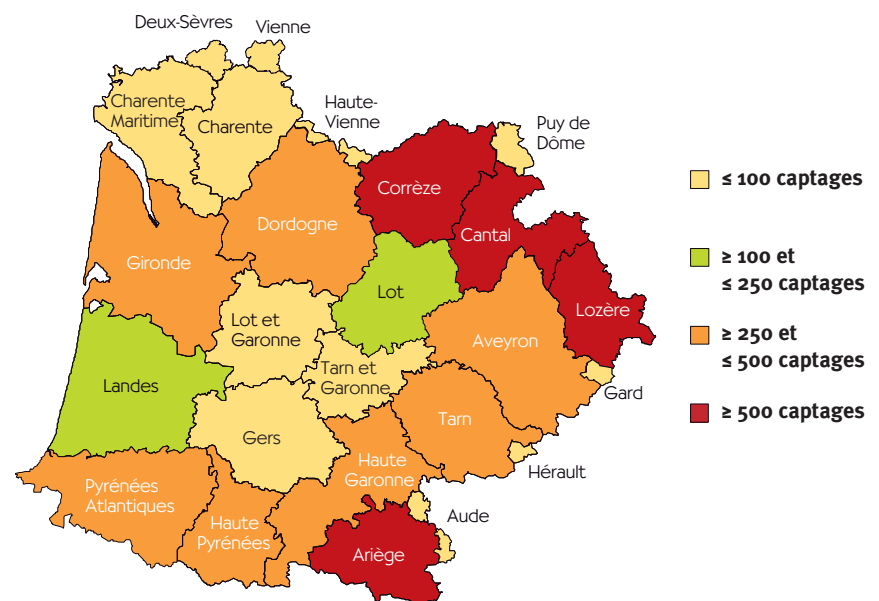 Deux-Sèvres
Vienne
Charente
Maritime
Charente
Haute-
Vienne
Puy de
Dôme
Corrèze
Dordogne
Cantal
Gironde
Lot
Lozère
Lot et
Garonne
Aveyron
Tarn et
Garonne
Landes
Gard
Tarn
Gers
Haute
Garonne
Hérault
Pyrénées
Atlantiques
Haute
Pyrénées
Aude
Ariège
≤ 100 captages
≥ 100 et
≤ 250 captages
≥ 250 et
≤ 500 captages
≥ 500 captages